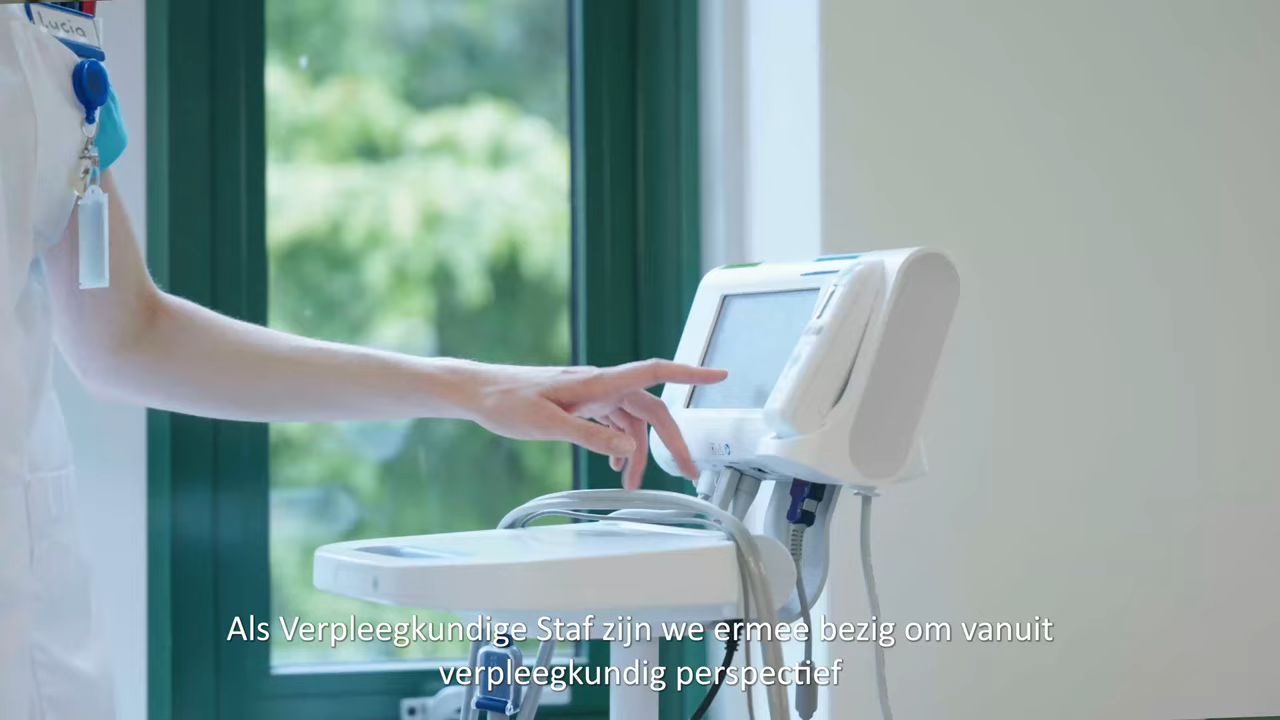 Lucia
Als Verpleegkundige Staf zijn we ermee bezig om vanuit
verpleegkundig perspectief